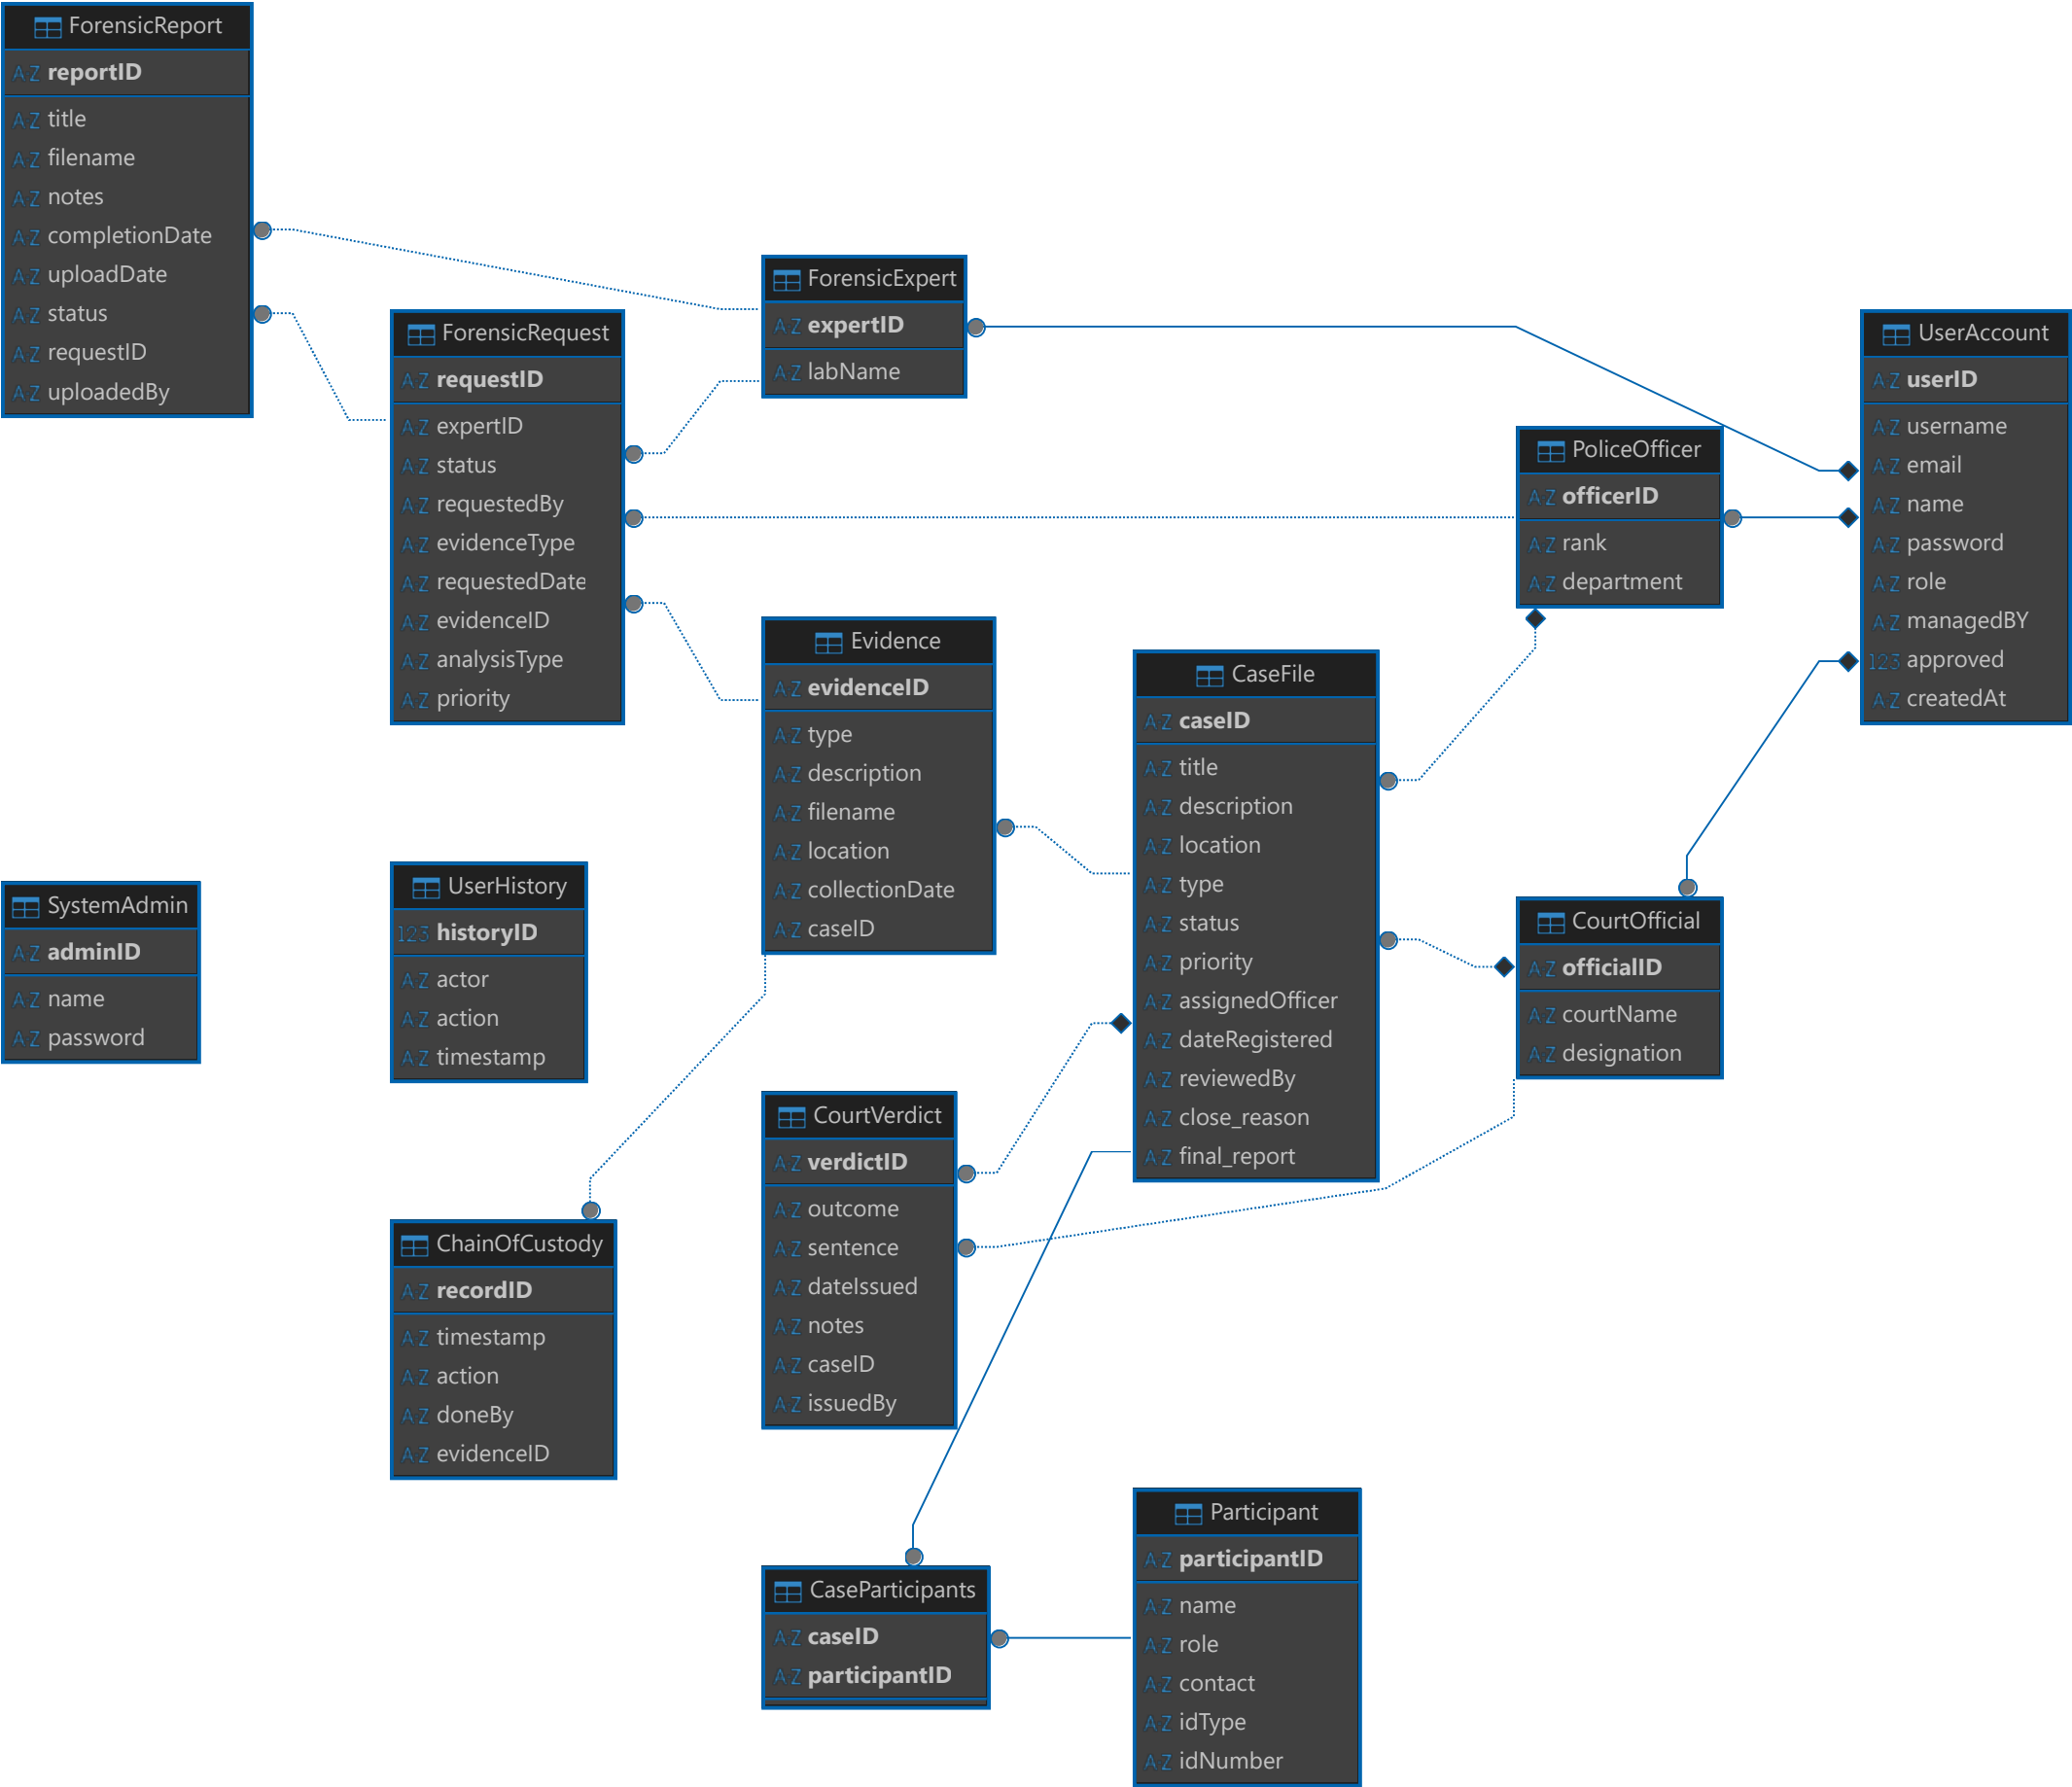 ForensicReport
A-Z reportID
A-Z title
A-Z filename
A-Z notes
A-Z completionDate
A-Z uploadDate
A-Z status
A-Z requestID
A-Z uploadedBy
ForensicRequest
A-Z requestID
A-Z expertID
A-Z status
A-Z requestedBy
A-Z evidenceType
A-Z requestedDate
A-Z evidenceID
A-Z analysisType
A-Z priority
ForensicExpert
A-Z expertID
A-Z labName
UserAccount
A-Z userID
A-Z username
A-Z email
A-Z name
A-Z password
A-Z role
A-Z managedBY
123 approved
A-Z createdAt
PoliceOfficer
A-Z officerID
A-Z rank
A-Z department
Evidence
A-Z evidenceID
A-Z type
A-Z description
A-Z filename
A-Z location
A-Z collectionDate
A-Z caseID
CaseFile
A-Z caseID
A-Z title
A-Z description
A-Z location
A-Z type
A-Z status
A-Z priority
A-Z assignedOfficer
A-Z dateRegistered
A-Z reviewedBy
A-Z close_reason
A-Z final_report
SystemAdmin
A-Z adminID
A-Z name
A-Z password
UserHistory
123 historyID
A-Z actor
A-Z action
A-Z timestamp
CourtOfficial
A-Z officialID
A-Z courtName
A-Z designation
CourtVerdict
A-Z verdictID
A-Z outcome
A-Z sentence
A-Z dateIssued
A-Z notes
A-Z caseID
A-Z issuedBy
ChainOfCustody
A-Z recordID
A-Z timestamp
A-Z action
A-Z doneBy
A-Z evidenceID
CaseParticipants
A-Z caseID
A-Z participantID
Participant
A-Z participantID
A-Z name
A-Z role
A-Z contact
A-Z idType
A-Z idNumber